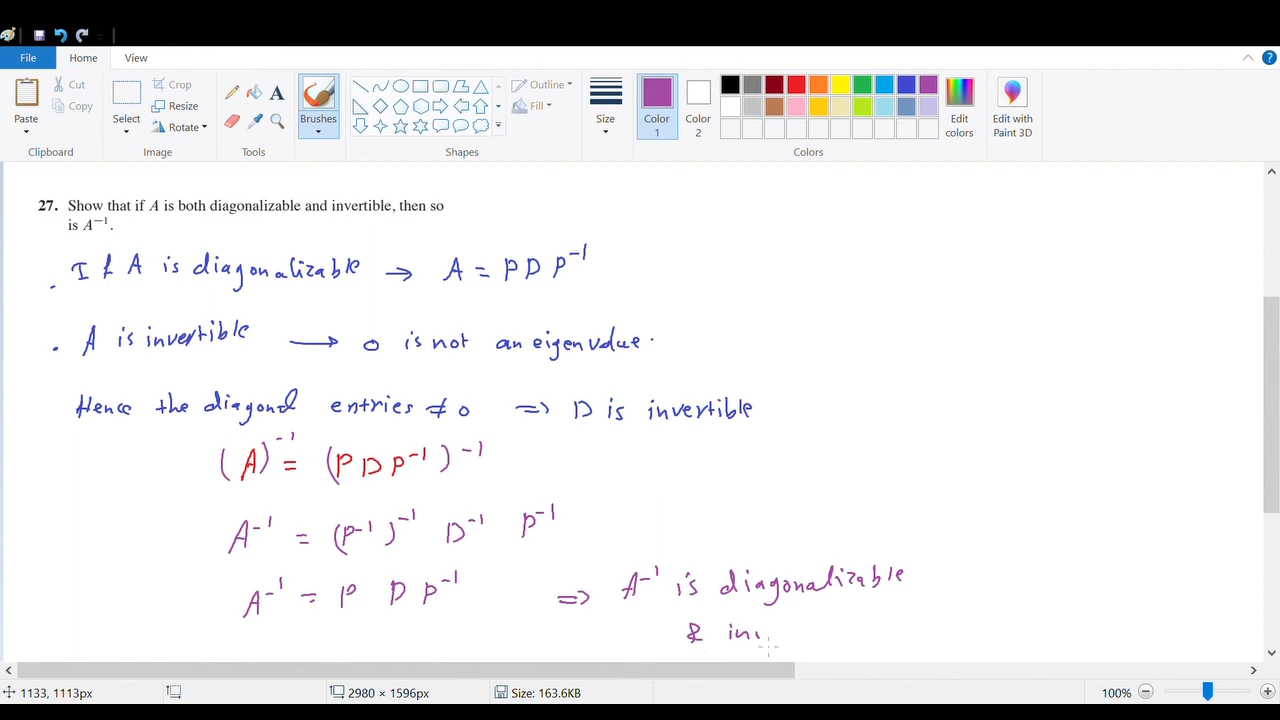 File Home View
Paste Cut Copy Select Crop Resize Rotate A Brushes Outline Fill Size Color 1 Color 2 Edit colors Edit with Paint 3D
Clipboard Image Tools Shapes Colors
27. Show that if A is both diagonalizable and invertible, then so
is A⁻¹.
. If A is diagonalizable → A = P D P⁻¹
. A is invertible → 0 is not an eigenvalue.
Hence the diagonal entries ≠ 0 ⇒ D is invertible
(A)⁻¹ = (P D P⁻¹)⁻¹
A⁻¹ = (P⁻¹)⁻¹ D⁻¹ P⁻¹
A⁻¹ = P D P⁻¹ ⇒ A⁻¹ is diagonalizable
& inv
1133, 1113px 2980 × 1596px Size: 163.6KB 100%